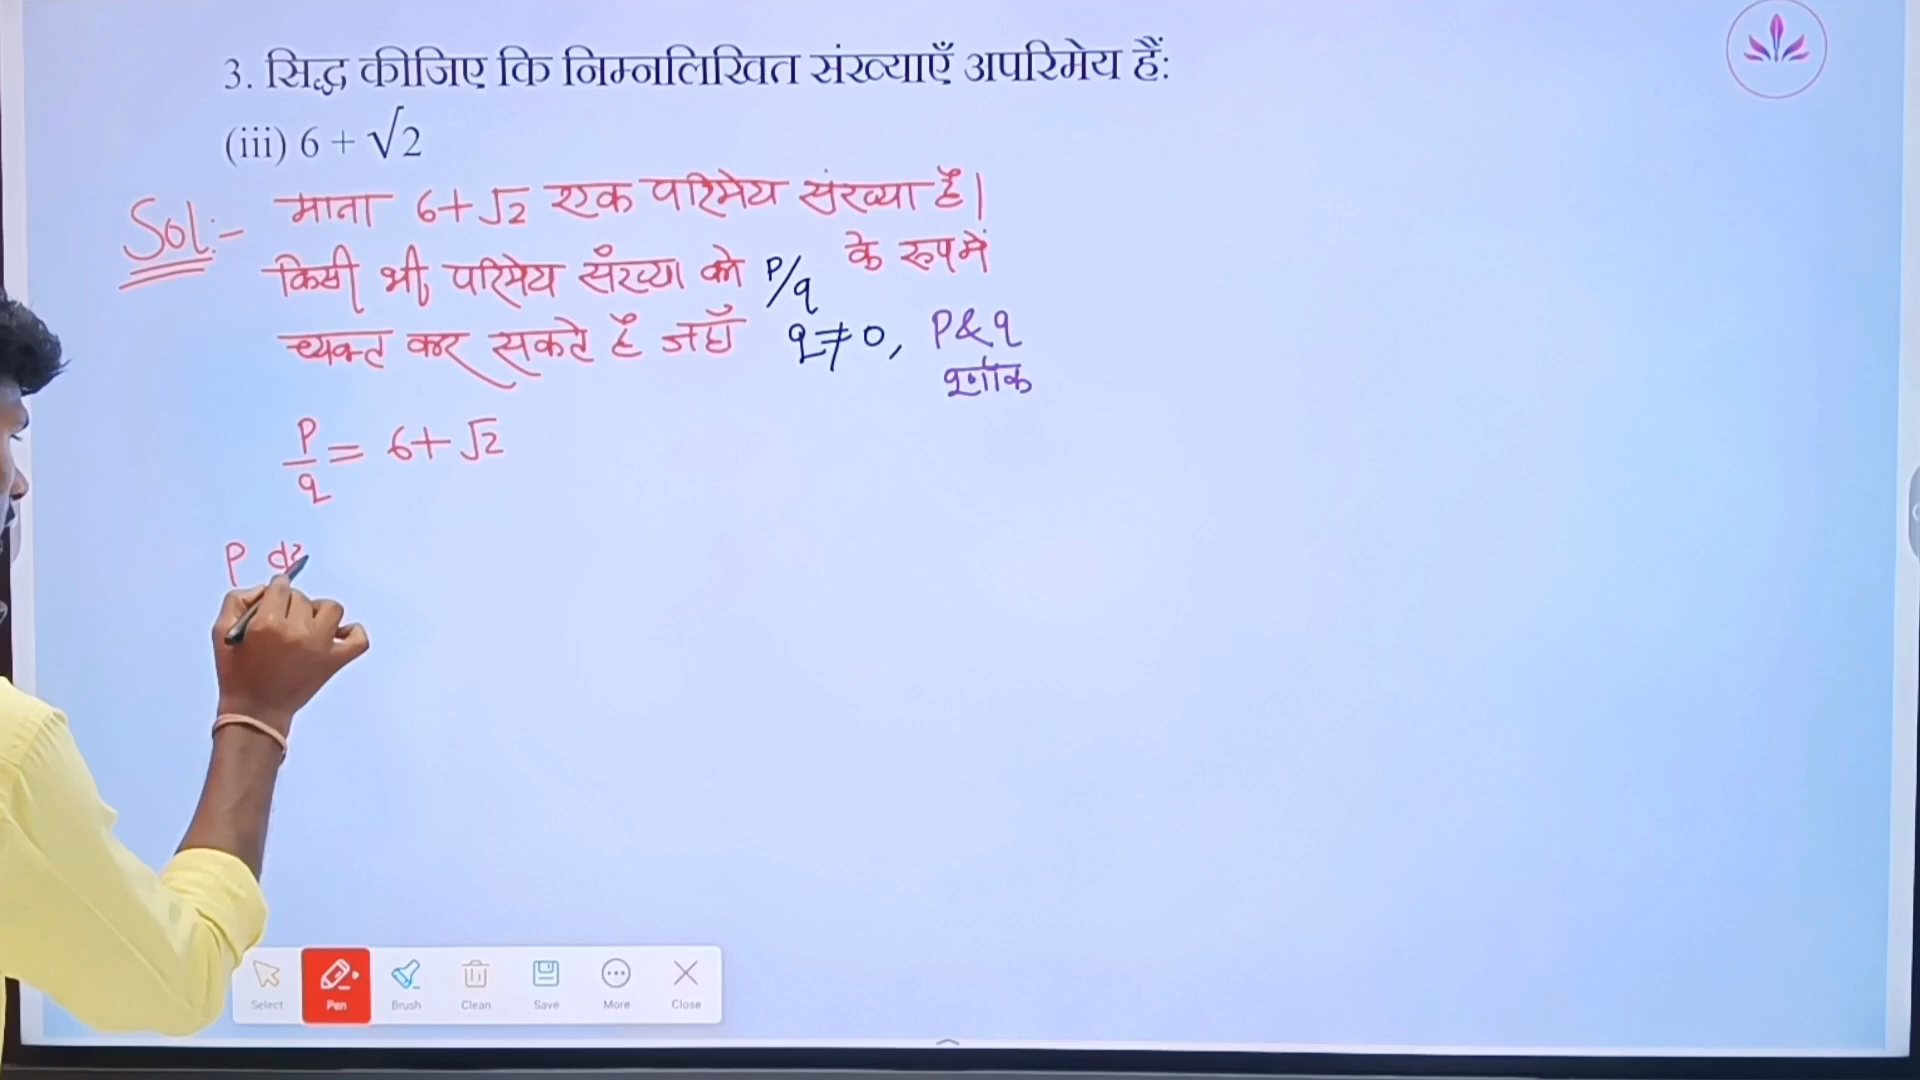 3. सिद्ध कीजिए कि निम्नलिखित संख्याएँ अपरिमेय हैं:
(iii) 6 + √2
Sol:- माना 6+√2 एक परिमेय संख्या है।
किसी भी परिमेय संख्या को p/q के रूप में
व्यक्त कर सकते है जहाँ q≠0, P&q
पूर्णांक
p/q = 6+√2
P
Select Pen Brush Clean Save More Close